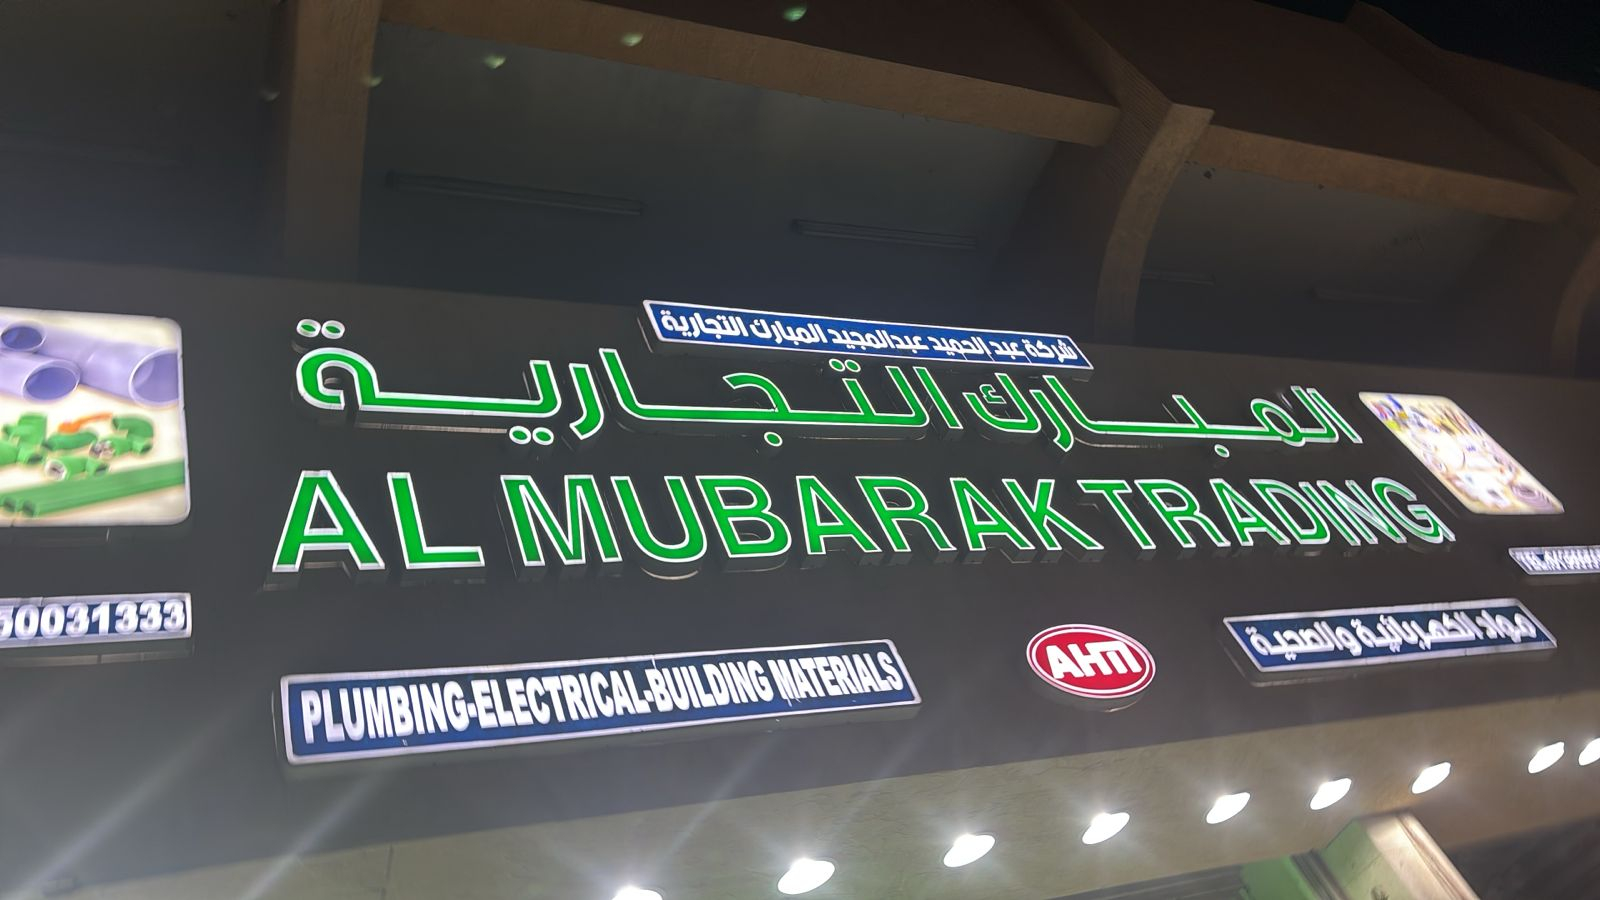 شركة عبد الحميد عبدالمجيد المبارك التجارية
المبارك التجارية
AL MUBARAK TRADING
50031333
PLUMBING-ELECTRICAL-BUILDING MATERIALS
AHTI
مواد الكهربائية والصحية